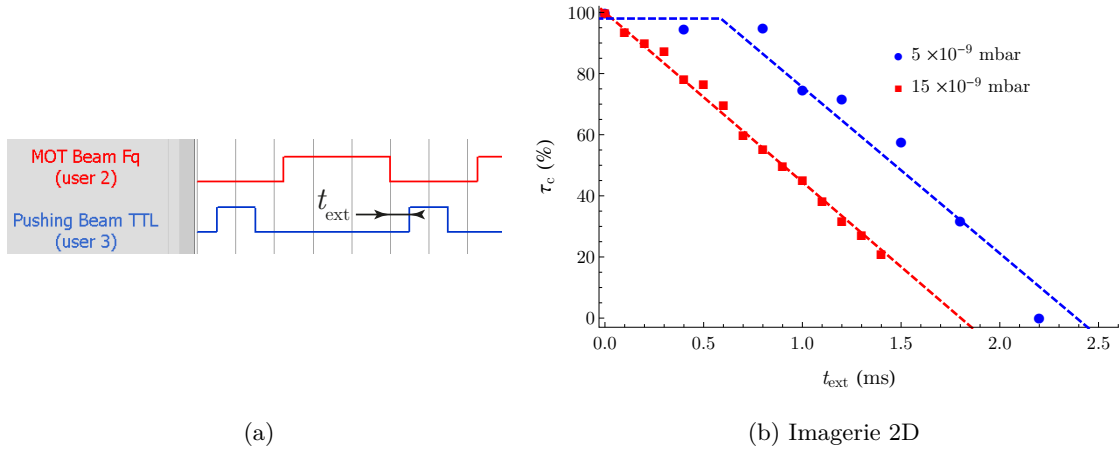 MOT Beam Fq
(user 2)
Pushing Beam TTL
(user 3)
t_ext
(a)
100
80
60
40
20
0
τ_c (%)
5 ×10⁻⁹ mbar
15 ×10⁻⁹ mbar
0.0 0.5 1.0 1.5 2.0 2.5
t_ext (ms)
(b) Imagerie 2D